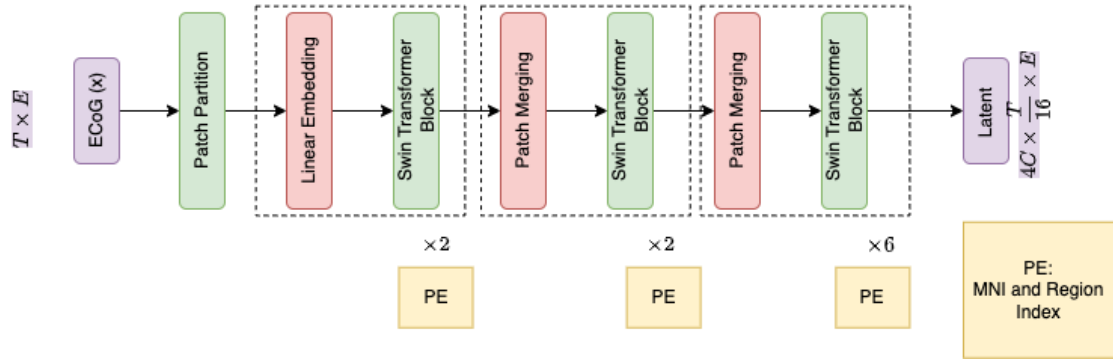 T × E
ECoG (x)
Patch Partition
Linear Embedding
Swin Transformer
Block
Patch Merging
Swin Transformer
Block
Patch Merging
Swin Transformer
Block
Latent
4C × T/16 × E
×2
×2
×6
PE
PE
PE
PE:
MNI and Region
Index